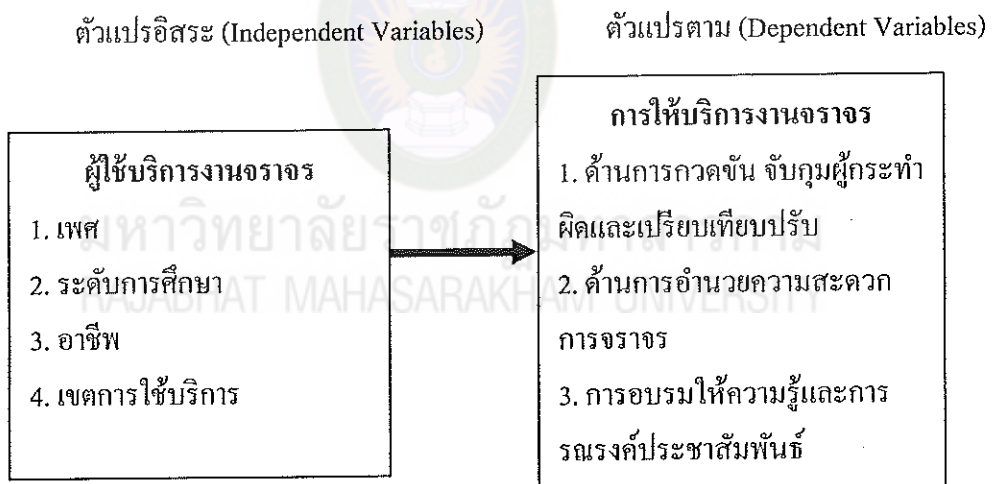 ตัวแปรอิสระ (Independent Variables)
ตัวแปรตาม (Dependent Variables)
ผู้ใช้บริการงานจราจร
1. เพศ
2. ระดับการศึกษา
3. อาชีพ
4. เขตการใช้บริการ
การให้บริการงานจราจร
1. ด้านการกวดขัน จับกุมผู้กระทำ
ผิดและเปรียบเทียบปรับ
2. ด้านการอำนวยความสะดวก
การจราจร
3. การอบรมให้ความรู้และการ
รณรงค์ประชาสัมพันธ์
มหาวิทยาลัยราชภัฏมหาสารคาม
RAJABHAT MAHASARAKHAM UNIVERSITY